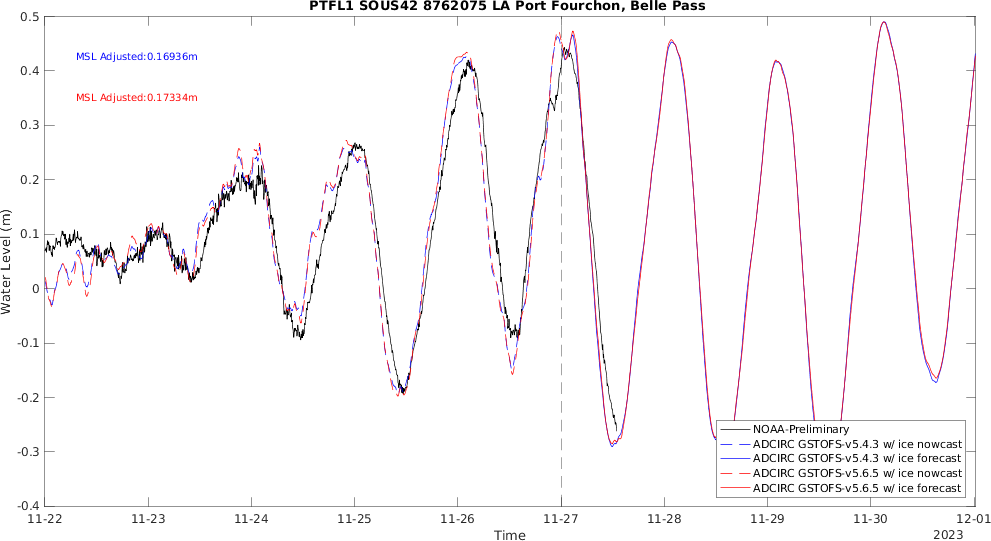 PTFL1 SOUS42 8762075 LA Port Fourchon, Belle Pass
0.5
MSL Adjusted:0.16936m
0.4
MSL Adjusted:0.17334m
0.3
0.2
0.1
Water Level (m)
0
-0.1
-0.2
NOAA-Preliminary
ADCIRC GSTOFS-v5.4.3 w/ ice nowcast
-0.3
ADCIRC GSTOFS-v5.4.3 w/ ice forecast
ADCIRC GSTOFS-v5.6.5 w/ ice nowcast
ADCIRC GSTOFS-v5.6.5 w/ ice forecast
-0.4
11-22 11-23 11-24 11-25 11-26 11-27 11-28 11-29 11-30 12-01
Time 2023